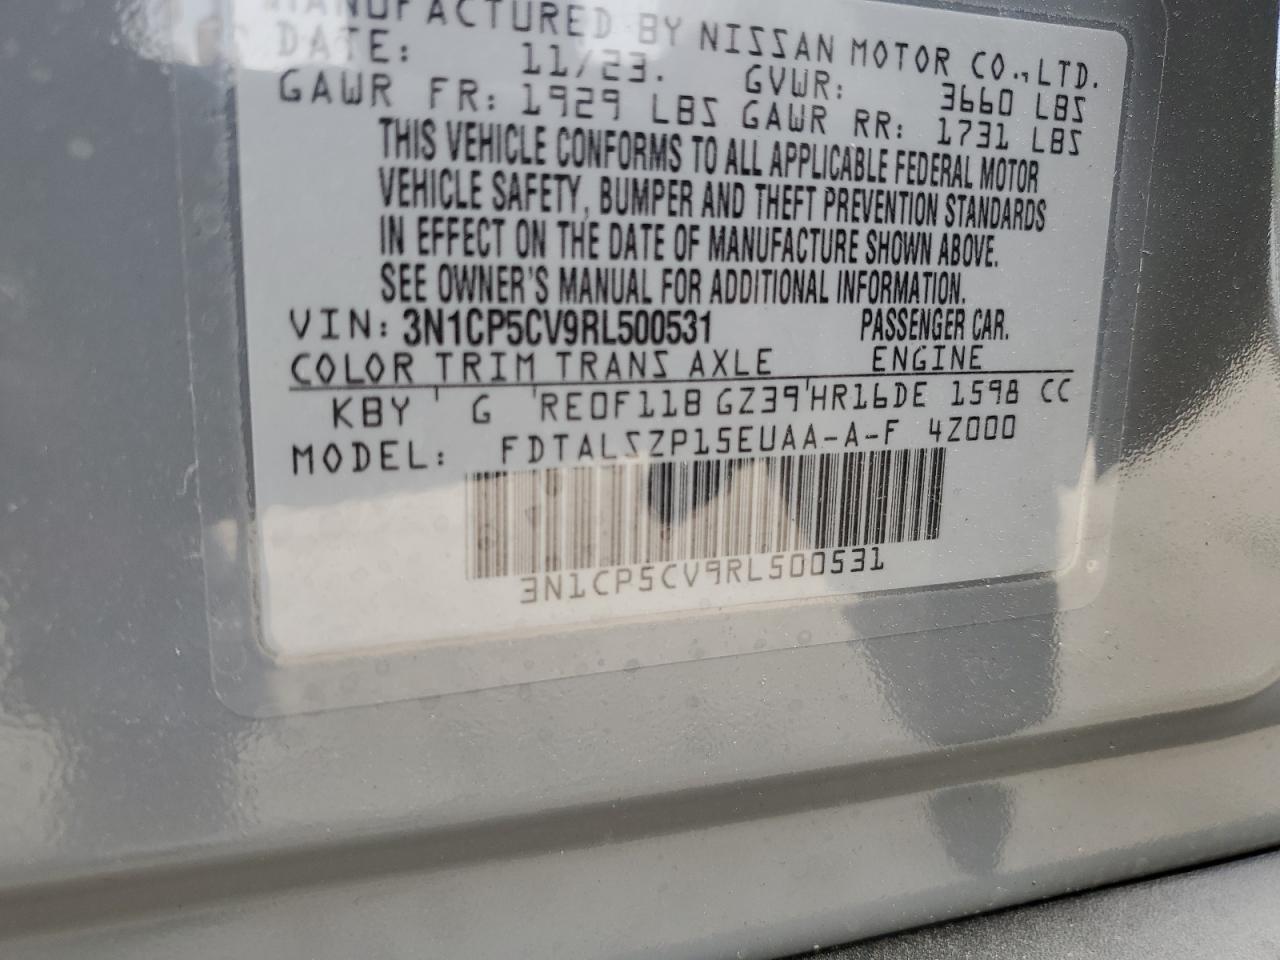 MANUFACTURED BY NISSAN MOTOR CO., LTD.
DATE: 11/23. GVWR: 3660 LBS
GAWR FR: 1929 LBS GAWR RR: 1731 LBS
THIS VEHICLE CONFORMS TO ALL APPLICABLE FEDERAL MOTOR
VEHICLE SAFETY, BUMPER AND THEFT PREVENTION STANDARDS
IN EFFECT ON THE DATE OF MANUFACTURE SHOWN ABOVE.
SEE OWNER'S MANUAL FOR ADDITIONAL INFORMATION.
VIN: 3N1CP5CV9RL500531 PASSENGER CAR.
COLOR TRIM TRANS AXLE ENGINE
KBY ' G ' RE0F11B GZ39 ' HR16DE 1598 CC
MODEL: FDTALSZP15EUAA-A-F 4Z000
3N1CP5CV9RL500531